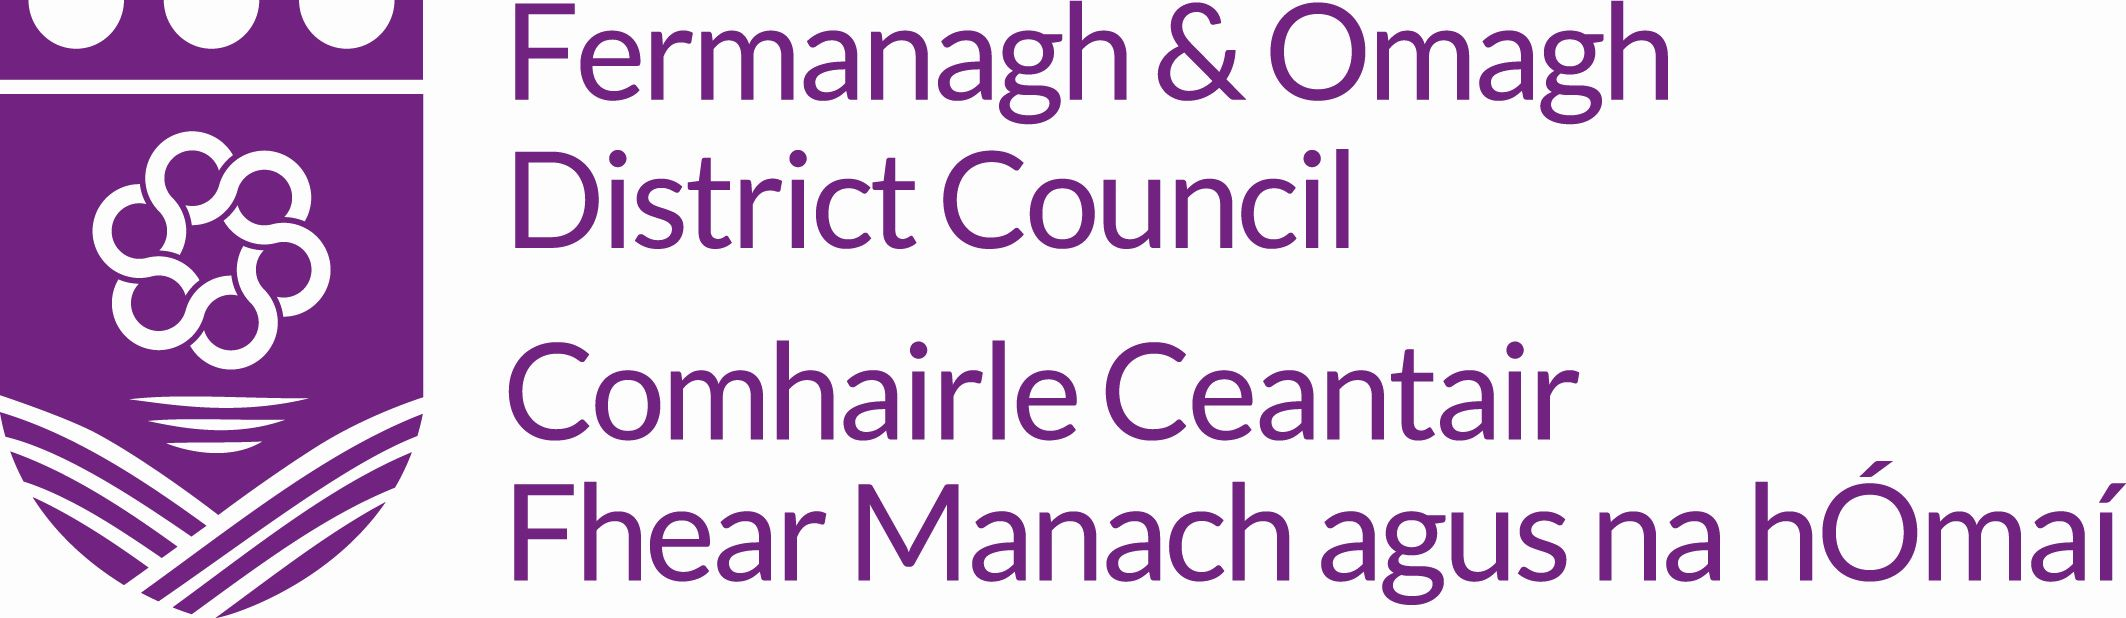 Fermanagh & Omagh
District Council
Comhairle Ceantair
Fhear Manach agus na hÓmaí